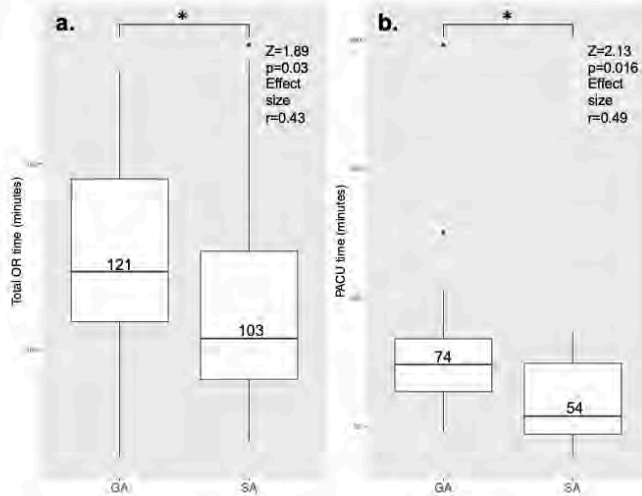 a.
*
Z=1.89
p=0.03
Effect
size
r=0.43
Total OR time (minutes)
121
103
GA
SA
b.
*
Z=2.13
p=0.016
Effect
size
r=0.49
PACU time (minutes)
74
54
GA
SA